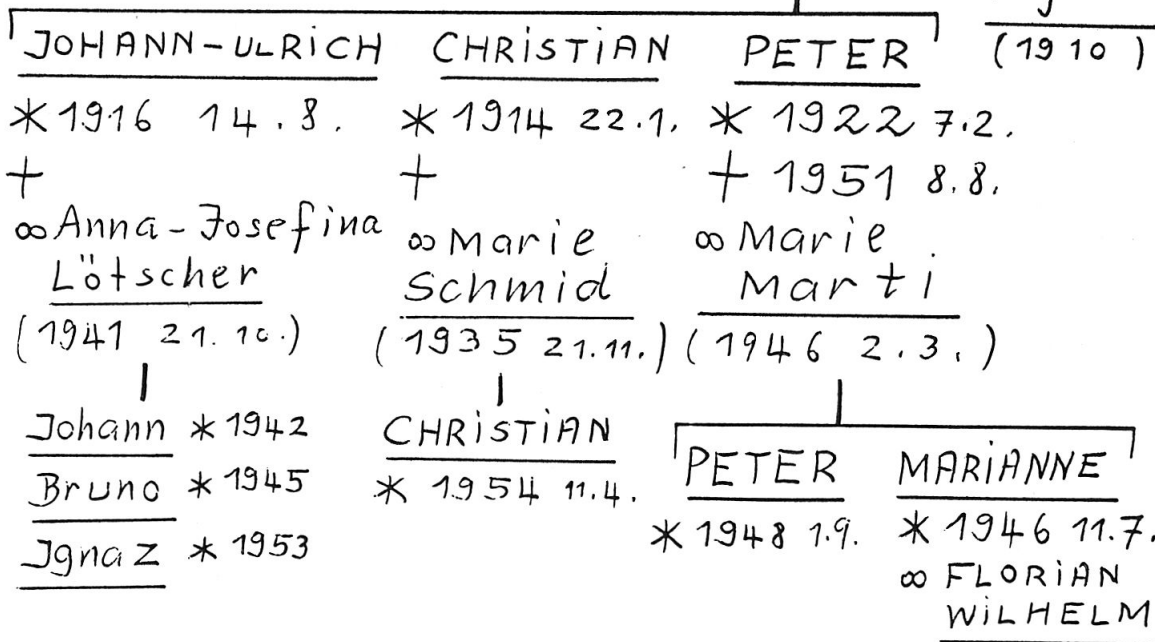 JOHANN-ULRiCH CHRiSTiAN PETER (1910)
*1916 14.8. * 1914 22.1. * 1922 7.2.
+ + + 1951 8.8.
∞ Anna-Josefina ∞ Marie ∞ Marie
Lötscher Schmid Marti
(1941 21.10.) (1935 21.11.) (1946 2.3.)
Johann * 1942 CHRiSTiAN PETER MARiANNE
Bruno * 1945 * 1954 11.4.
Jgnaz * 1953 * 1948 1.9. * 1946 11.7.
∞ FLORiAN
WiLHELM